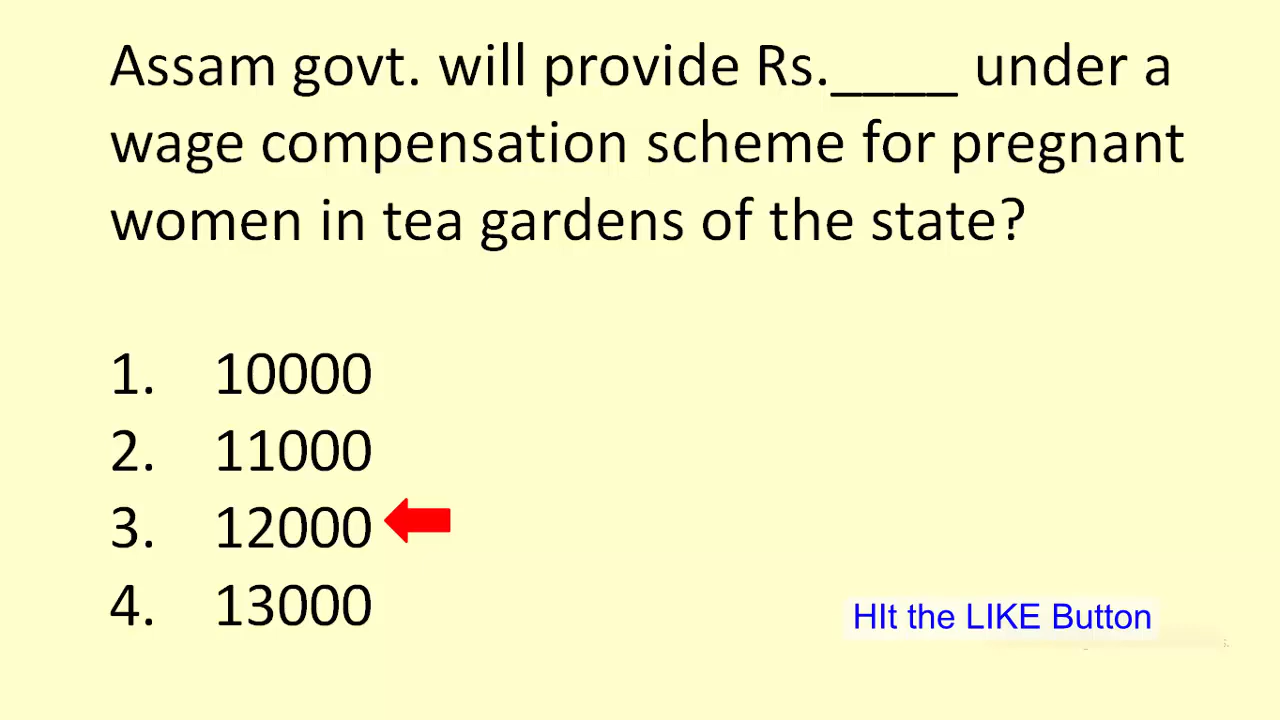 Assam govt. will provide Rs.____ under a
wage compensation scheme for pregnant
women in tea gardens of the state?
1. 10000
2. 11000
3. 12000
4. 13000
HIt the LIKE Button